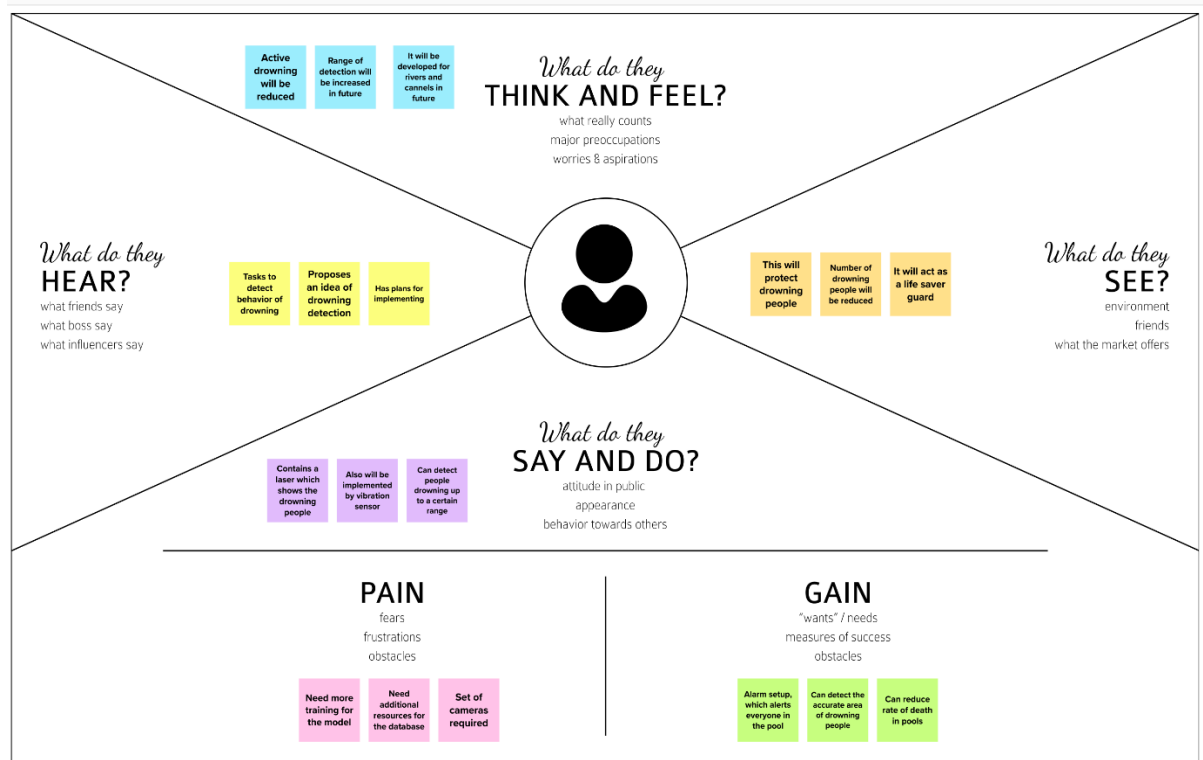 What do they
THINK AND FEEL?
what really counts
major preoccupations
worries & aspirations
Active
drowning
will be
reduced
Range of
detection will
be increased
in future
It will be
developed for
rivers and
cannels in
future
What do they
HEAR?
what friends say
what boss say
what influencers say
Tasks to
detect
behavior of
drowning
Proposes
an idea of
drowning
detection
Has plans for
implementing
This will
protect
drowning
people
Number of
drowning
people will
be reduced
It will act as
a life saver
guard
What do they
SEE?
environment
friends
what the market offers
What do they
SAY AND DO?
attitude in public
appearance
behavior towards others
Contains a
laser which
shows the
drowning
people
Also will be
implemented
by vibration
sensor
Can detect
people
drowning up
to a certain
range
PAIN
fears
frustrations
obstacles
Need more
training for
the model
Need
additional
resources for
the database
Set of
cameras
required
GAIN
"wants" / needs
measures of success
obstacles
Alarm setup,
which alerts
everyone in
the pool
Can detect the
accurate area
of drowning
people
Can reduce
rate of death
in pools